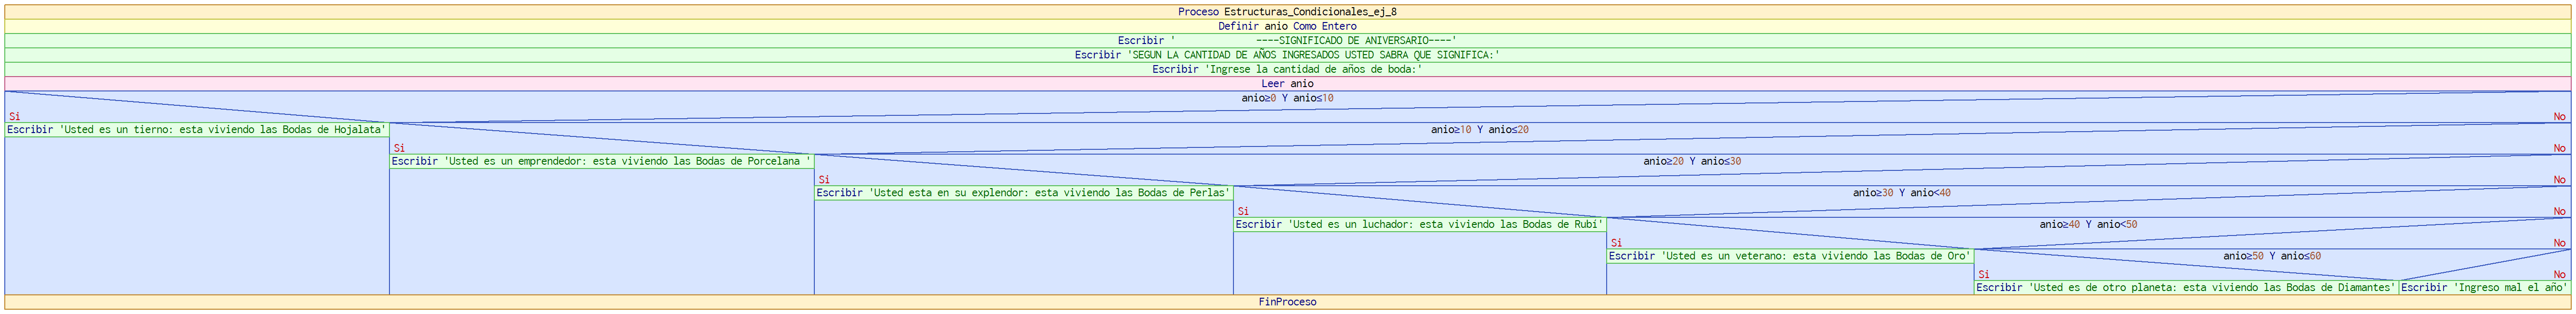 Proceso Estructuras_Condicionales_ej_8
Definir anio Como Entero
Escribir '             ----SIGNIFICADO DE ANIVERSARIO----'
Escribir 'SEGUN LA CANTIDAD DE AÑOS INGRESADOS USTED SABRA QUE SIGNIFICA:'
Escribir 'Ingrese la cantidad de años de boda:'
Leer anio
anio≥0 Y anio≤10
Si
No
Escribir 'Usted es un tierno: esta viviendo las Bodas de Hojalata'
anio≥10 Y anio≤20
Si
No
Escribir 'Usted es un emprendedor: esta viviendo las Bodas de Porcelana '
anio≥20 Y anio≤30
Si
No
Escribir 'Usted esta en su explendor: esta viviendo las Bodas de Perlas'
anio≥30 Y anio<40
Si
No
Escribir 'Usted es un luchador: esta viviendo las Bodas de Rubí'
anio≥40 Y anio<50
Si
No
Escribir 'Usted es un veterano: esta viviendo las Bodas de Oro'
anio≥50 Y anio≤60
Si
No
Escribir 'Usted es de otro planeta: esta viviendo las Bodas de Diamantes'
Escribir 'Ingreso mal el año'
FinProceso